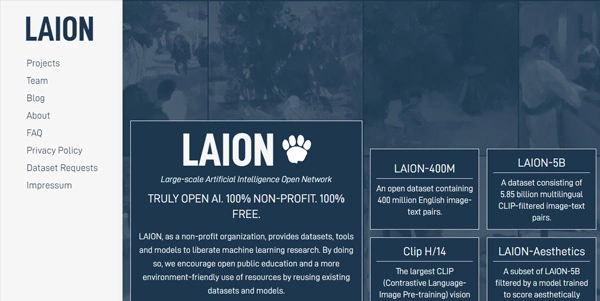 LAION
Projects
Team
Blog
About
FAQ
Privacy Policy
Dataset Requests
Impressum
LAION
Large-scale Artificial Intelligence Open Network
TRULY OPEN AI. 100% NON-PROFIT. 100%
FREE.
LAION, as a non-profit organization, provides datasets, tools
and models to liberate machine learning research. By doing
so, we encourage open public education and a more
environment-friendly use of resources by reusing existing
datasets and models.
LAION-400M
An open dataset containing
400 million English image-
text pairs.
LAION-5B
A dataset consisting of
5.85 billion multilingual
CLIP-filtered image-text
pairs.
Clip H/14
The largest CLIP
(Contrastive Language-
Image Pre-training) vision
LAION-Aesthetics
A subset of LAION-5B
filtered by a model trained
to score aesthetically